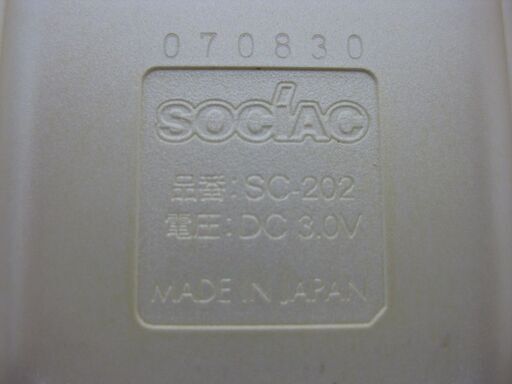 070830
SOCiAC
品番:SC-202
電圧:DC 3.0V
MADE IN JAPAN